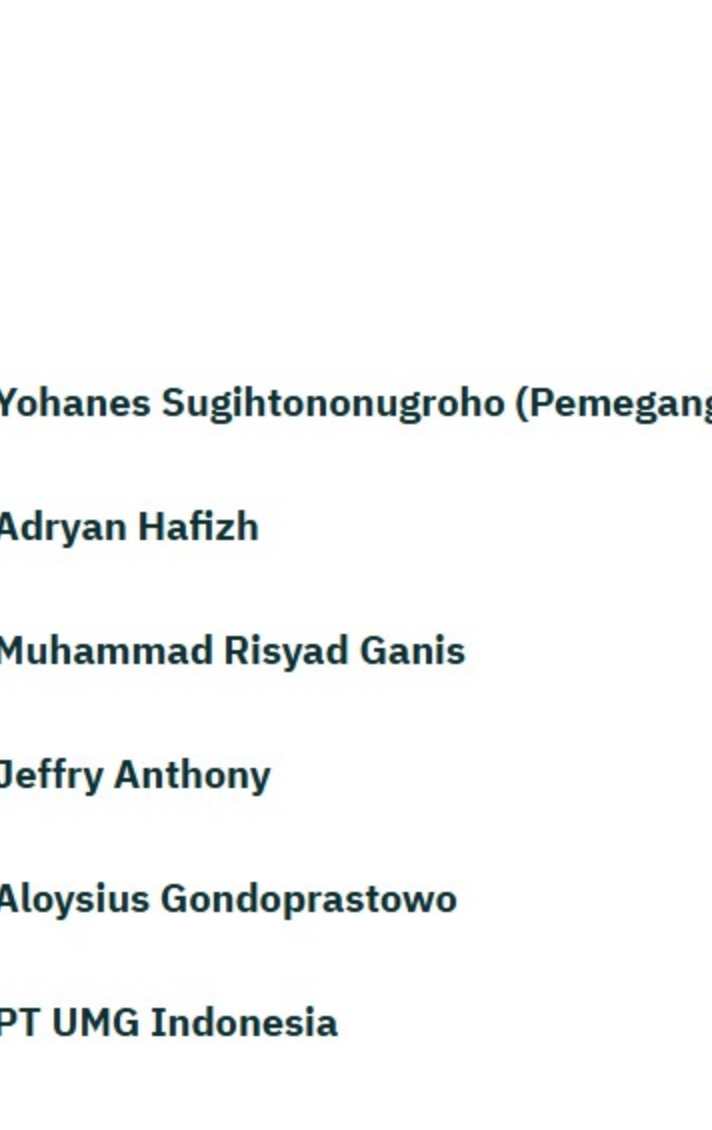 Yohanes Sugihtononugroho (Pemegang
Adryan Hafizh
Muhammad Risyad Ganis
Jeffry Anthony
Aloysius Gondoprastowo
PT UMG Indonesia